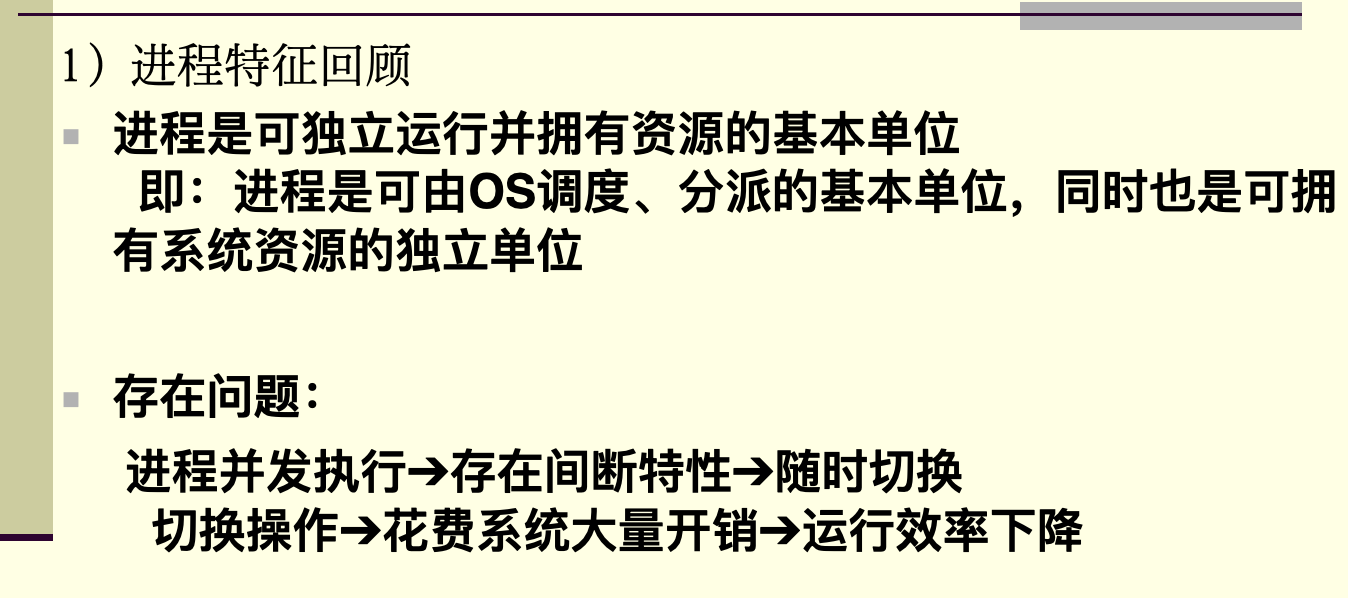 1）进程特征回顾
进程是可独立运行并拥有资源的基本单位
即：进程是可由OS调度、分派的基本单位，同时也是可拥
有系统资源的独立单位
存在问题：
进程并发执行➔存在间断特性➔随时切换
切换操作➔花费系统大量开销➔运行效率下降